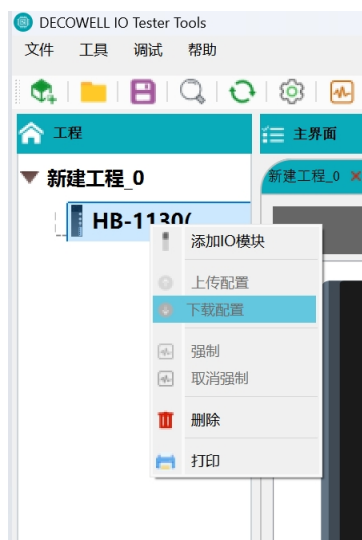 DECOWELL IO Tester Tools
文件 工具 调试 帮助
工程
主界面
新建工程_0
新建工程_0
HB-1130(
添加IO模块
上传配置
下载配置
强制
取消强制
删除
打印